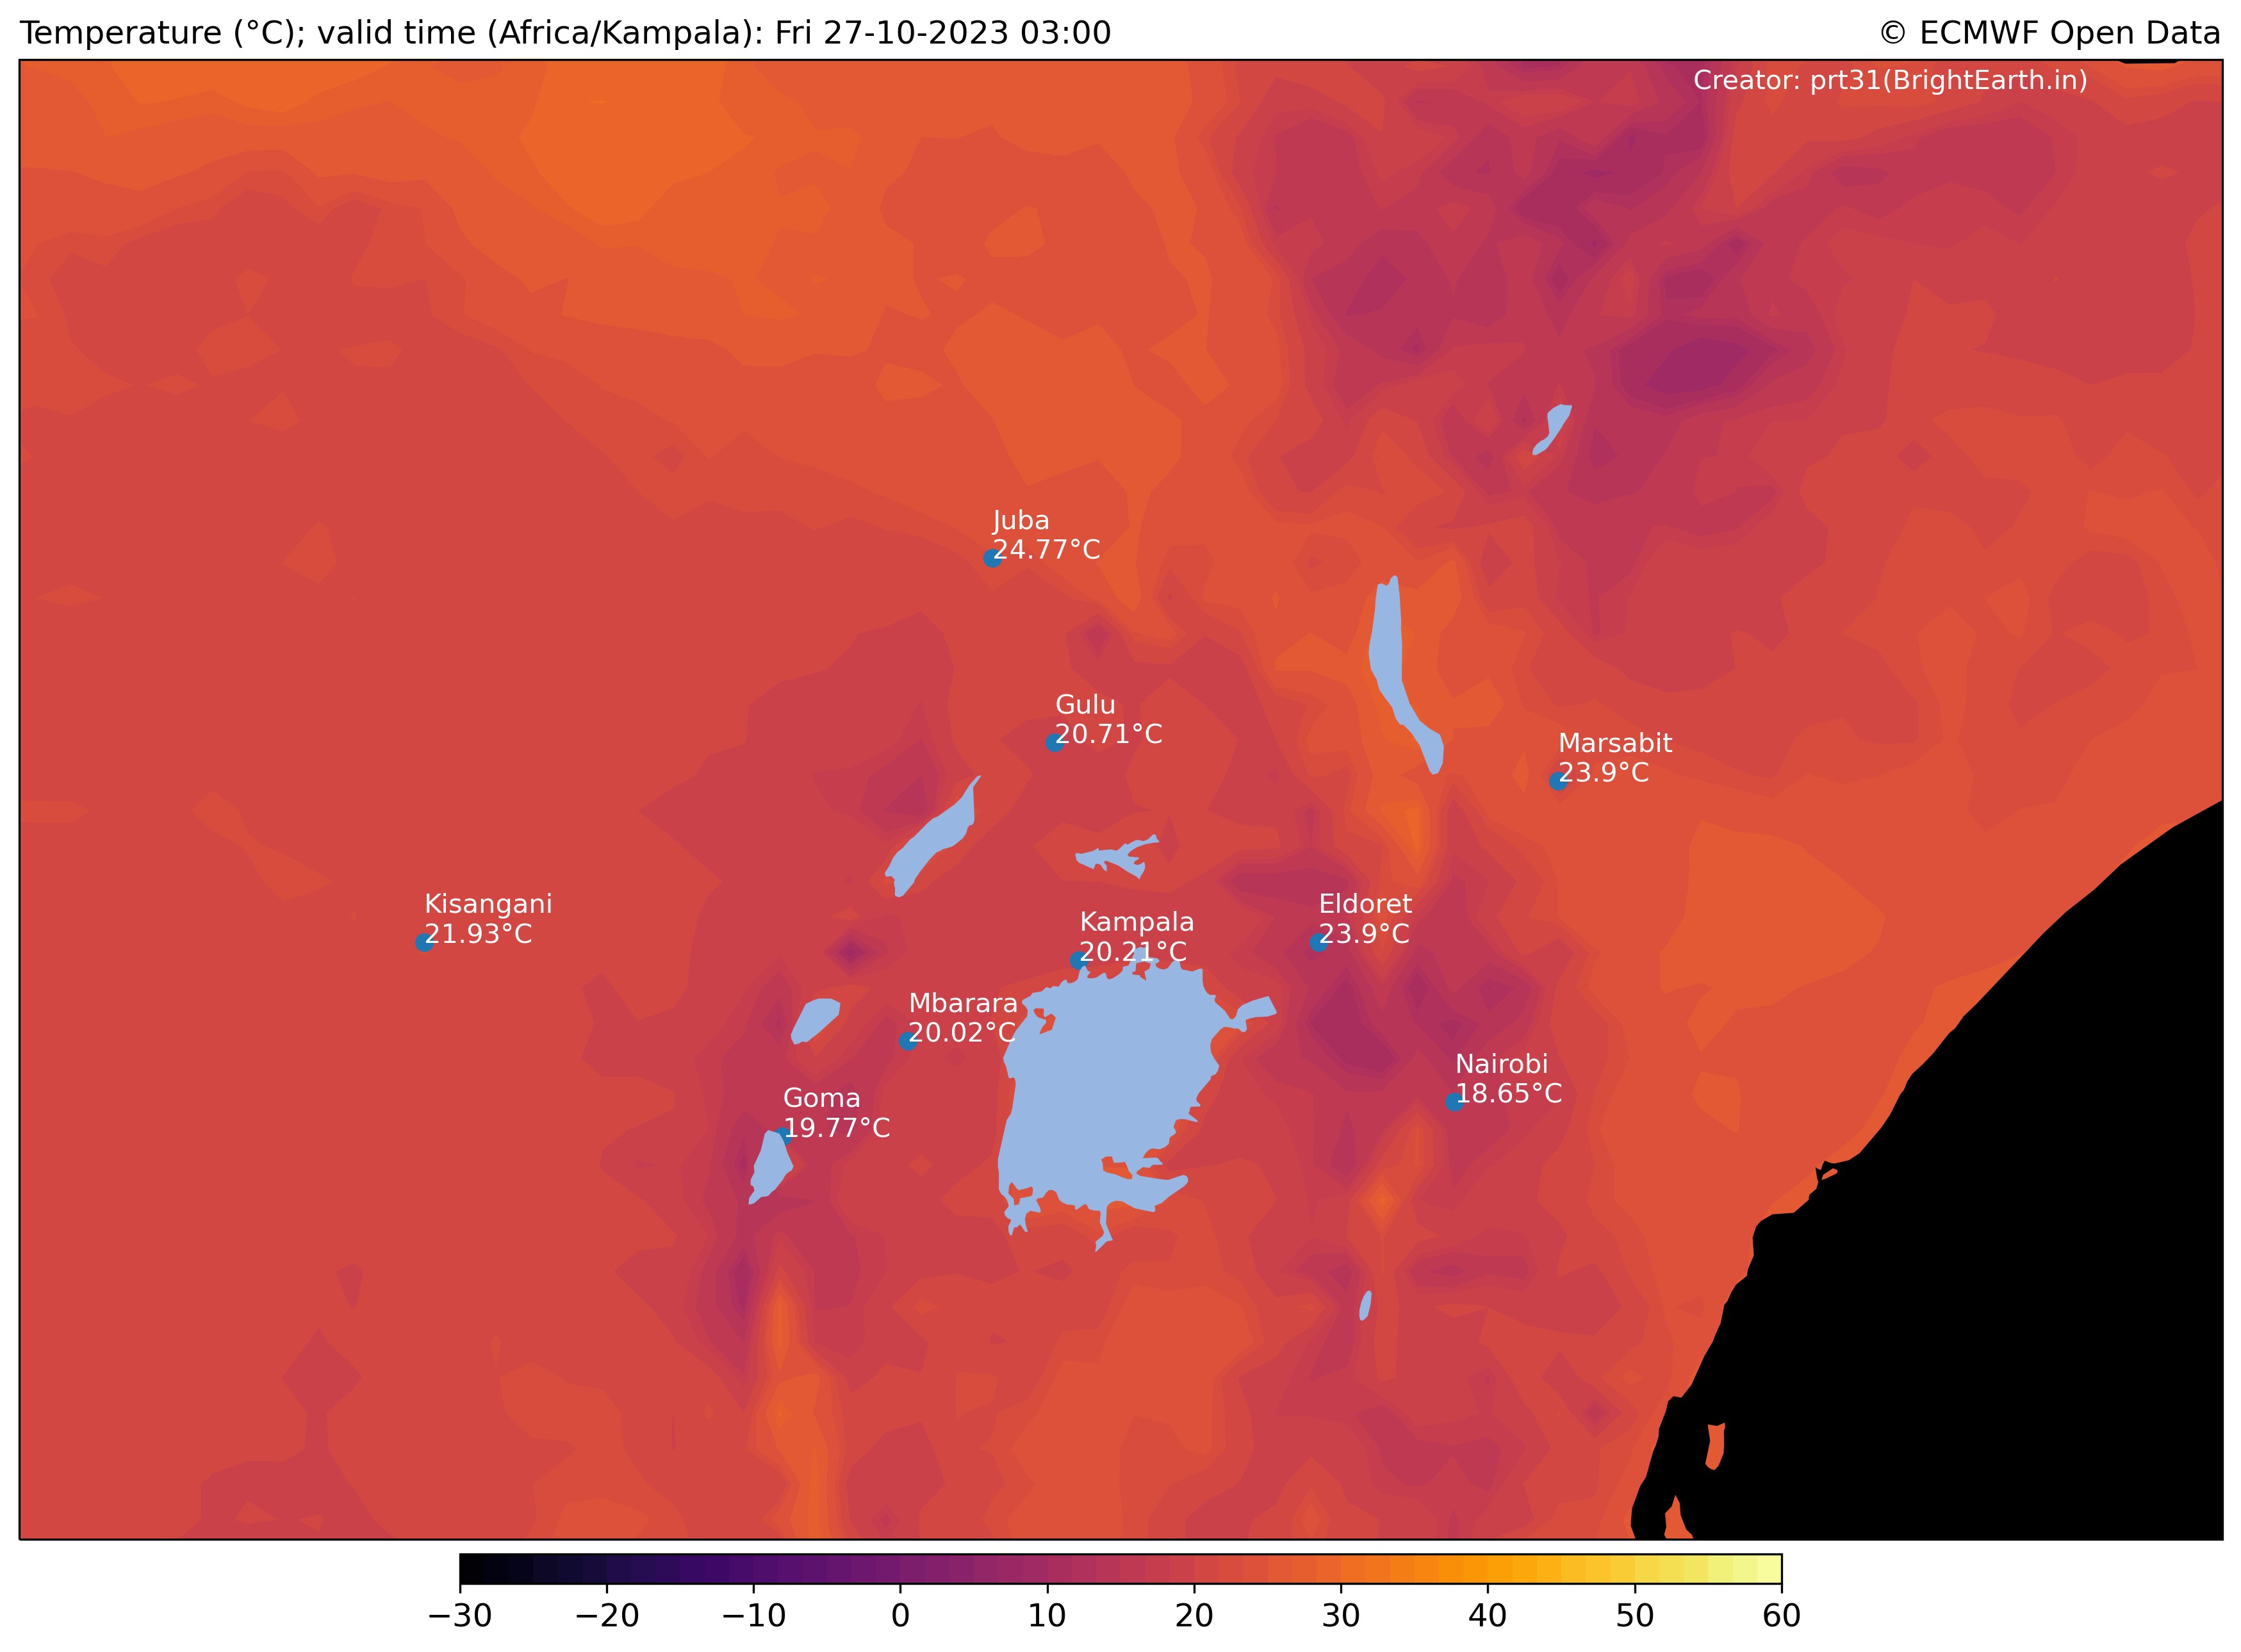 Temperature (°C); valid time (Africa/Kampala): Fri 27-10-2023 03:00
© ECMWF Open Data
Creator: prt31(BrightEarth.in)
Juba
24.77°C
Gulu
20.71°C
Marsabit
23.9°C
Kisangani
21.93°C
Eldoret
23.9°C
Kampala
20.21°C
Mbarara
20.02°C
Nairobi
18.65°C
Goma
19.77°C
−30 −20 −10 0 10 20 30 40 50 60